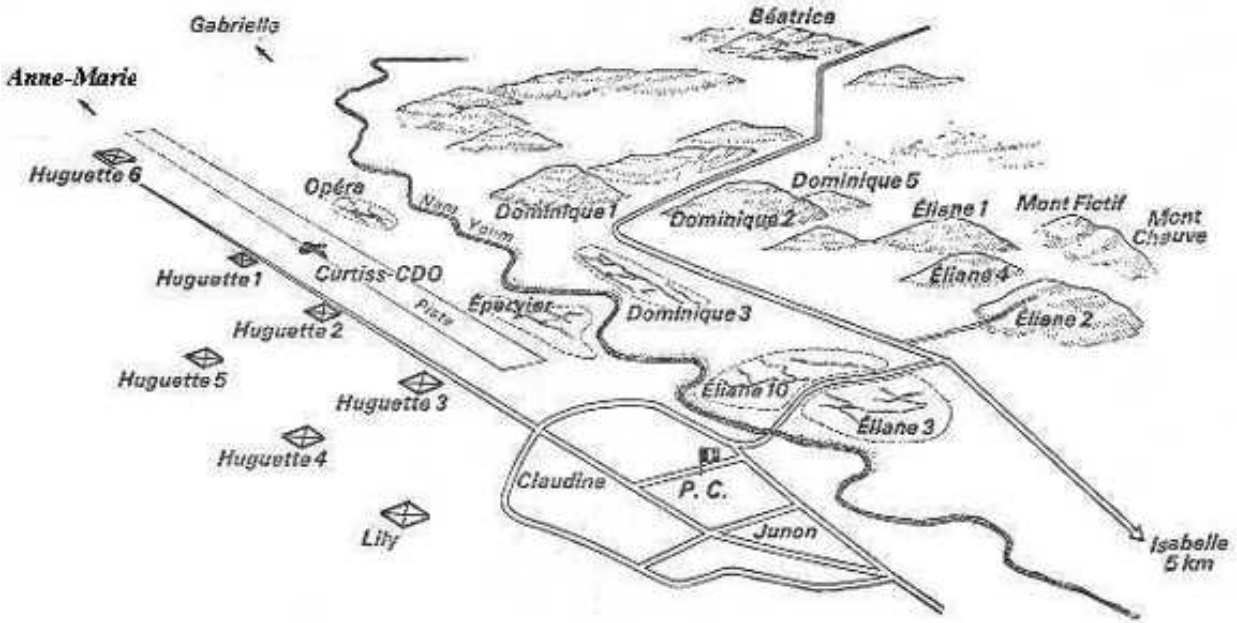 Béatrice
Gabrielle
Anne-Marie
Huguette 6
Opéra
Nam Youm
Dominique 1
Dominique 5
Dominique 2
Éliane 1
Mont Fictif
Mont
Chauve
Huguette 1
Curtiss-CDO
Éliane 4
Épervier
Piste
Dominique 3
Éliane 2
Huguette 2
Huguette 5
Huguette 3
Éliane 10
Éliane 3
Huguette 4
Claudine
P. C.
Lily
Junon
Isabelle
5 km